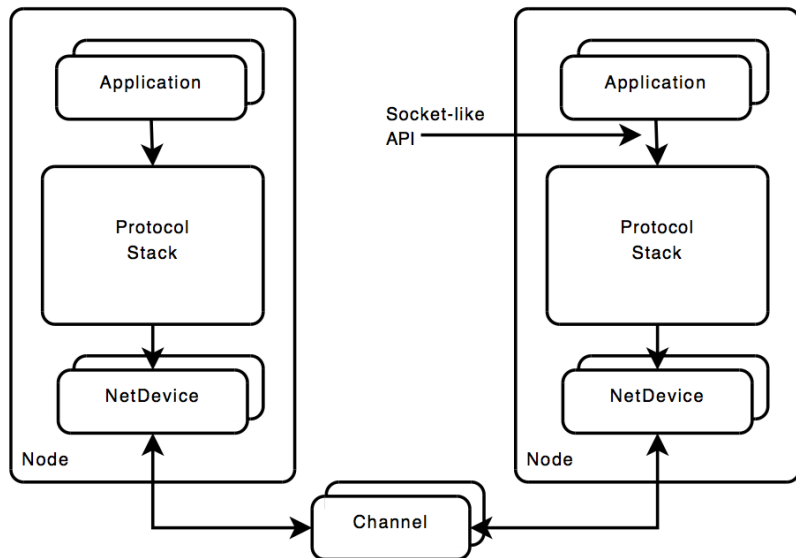 Application
Application
Socket-like
API
Protocol
Stack
Protocol
Stack
NetDevice
NetDevice
Node
Node
Channel